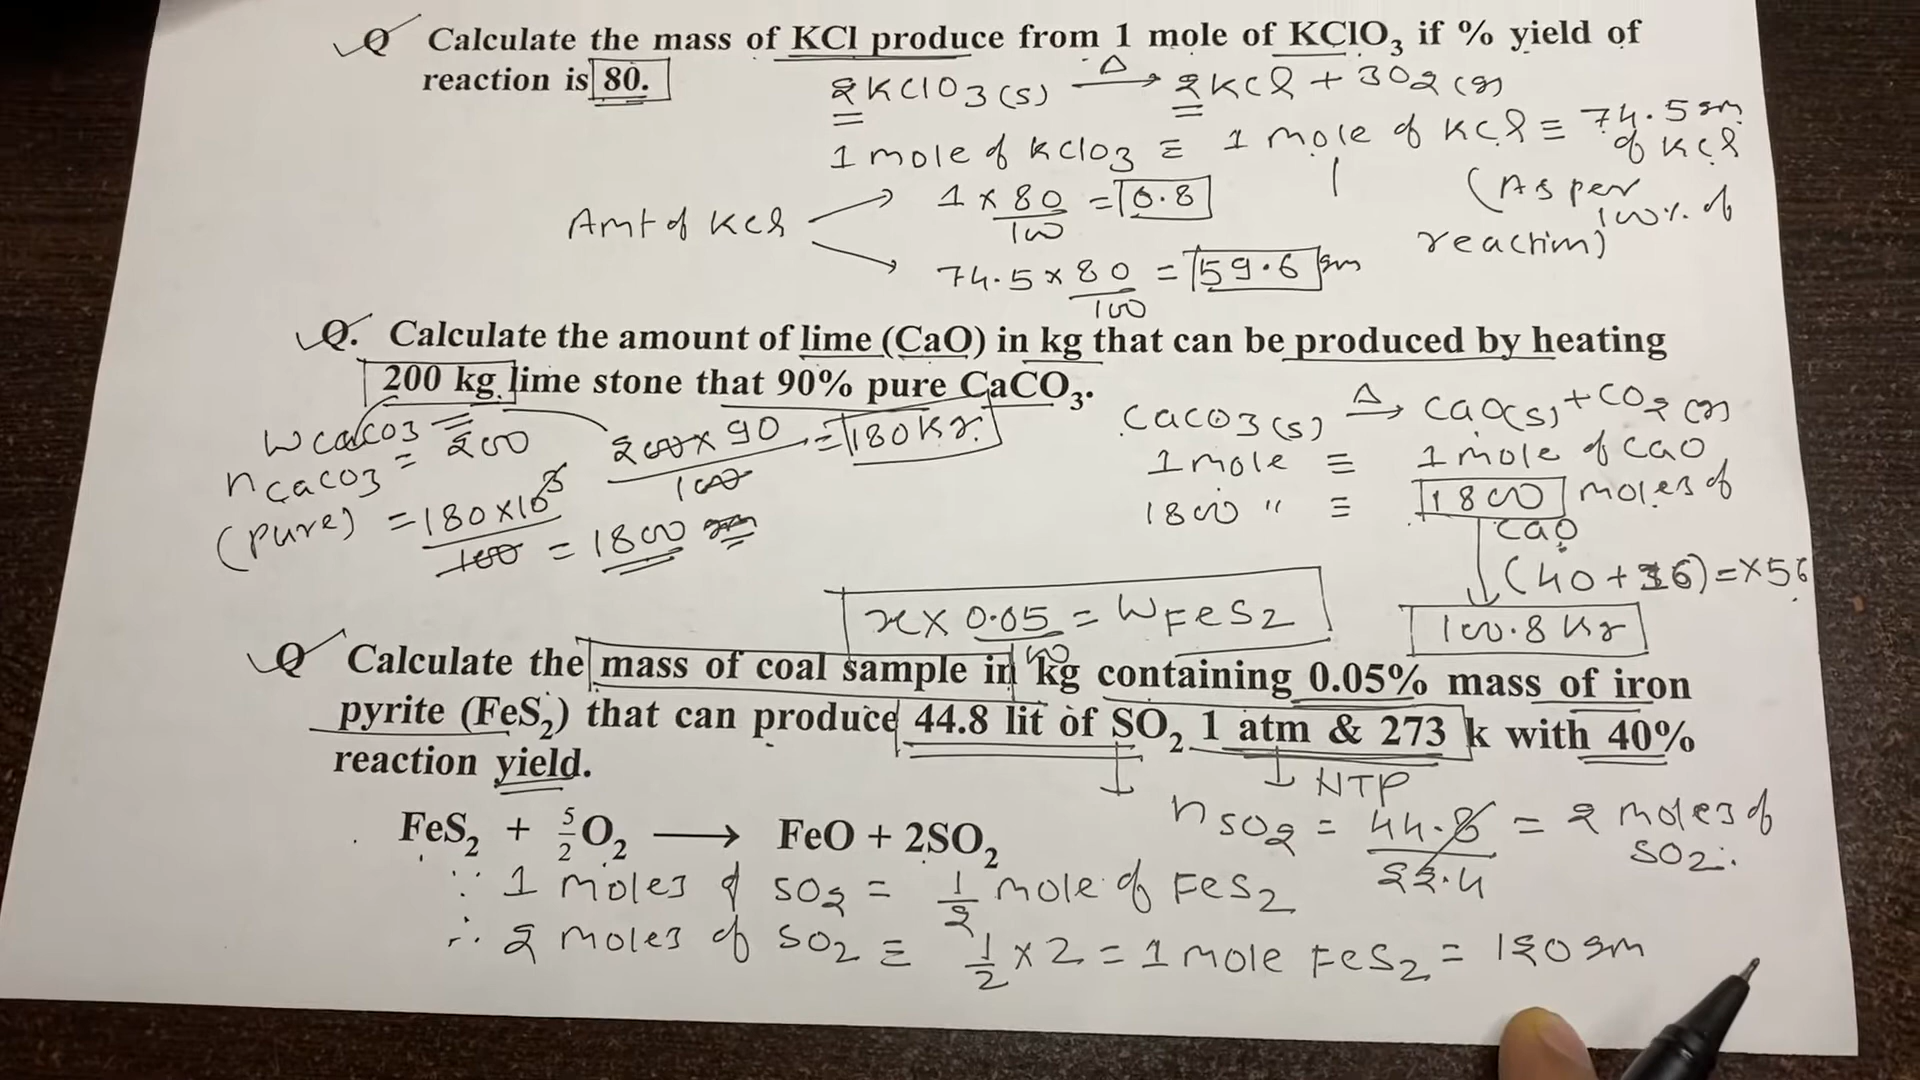 Q Calculate the mass of KCl produce from 1 mole of KClO3 if % yield of
reaction is 80.
2KClO3(s) Δ→ 2KCl + 3O2(g)
1 mole of KClO3 ≡ 1 mole of KCl ≡ 74.5 gm
of KCl
(As per
100% of
reaction)
Amt of KCl
1 × 80/100 = 0.8
74.5 × 80/100 = 59.6 gm
Q. Calculate the amount of lime (CaO) in kg that can be produced by heating
200 kg lime stone that 90% pure CaCO3.
CaCO3(s) Δ→ CaO(s) + CO2(g)
WCaCO3 = 200
200 × 90/100 = 180 Kg.
1 mole ≡ 1 mole of CaO
nCaCO3 =
(pure) = 180×10³/100 = 1800
1800 " ≡ 1800 moles of
CaO
(40 + 16) = ×56
100.8 Kg
x × 0.05/100 = WFeS2
Q Calculate the mass of coal sample in kg containing 0.05% mass of iron
pyrite (FeS2) that can produce 44.8 lit of SO2 1 atm & 273 k with 40%
reaction yield.
NTP
FeS2 + 5/2 O2 → FeO + 2SO2
nSO2 = 44.8/22.4 = 2 moles of
SO2.
∵ 1 moles of SO2 = 1/2 mole of FeS2
∴ 2 moles of SO2 ≡ 1/2 × 2 = 1 mole FeS2 = 120 gm